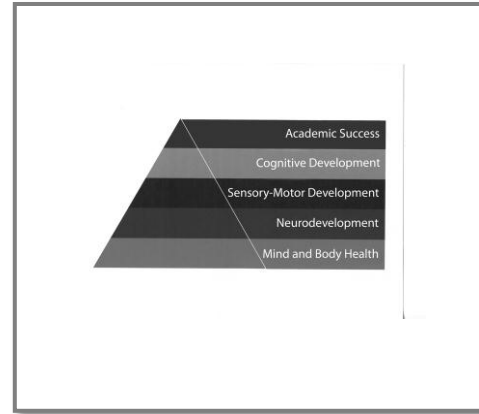 Academic Success
Cognitive Development
Sensory-Motor Development
Neurodevelopment
Mind and Body Health